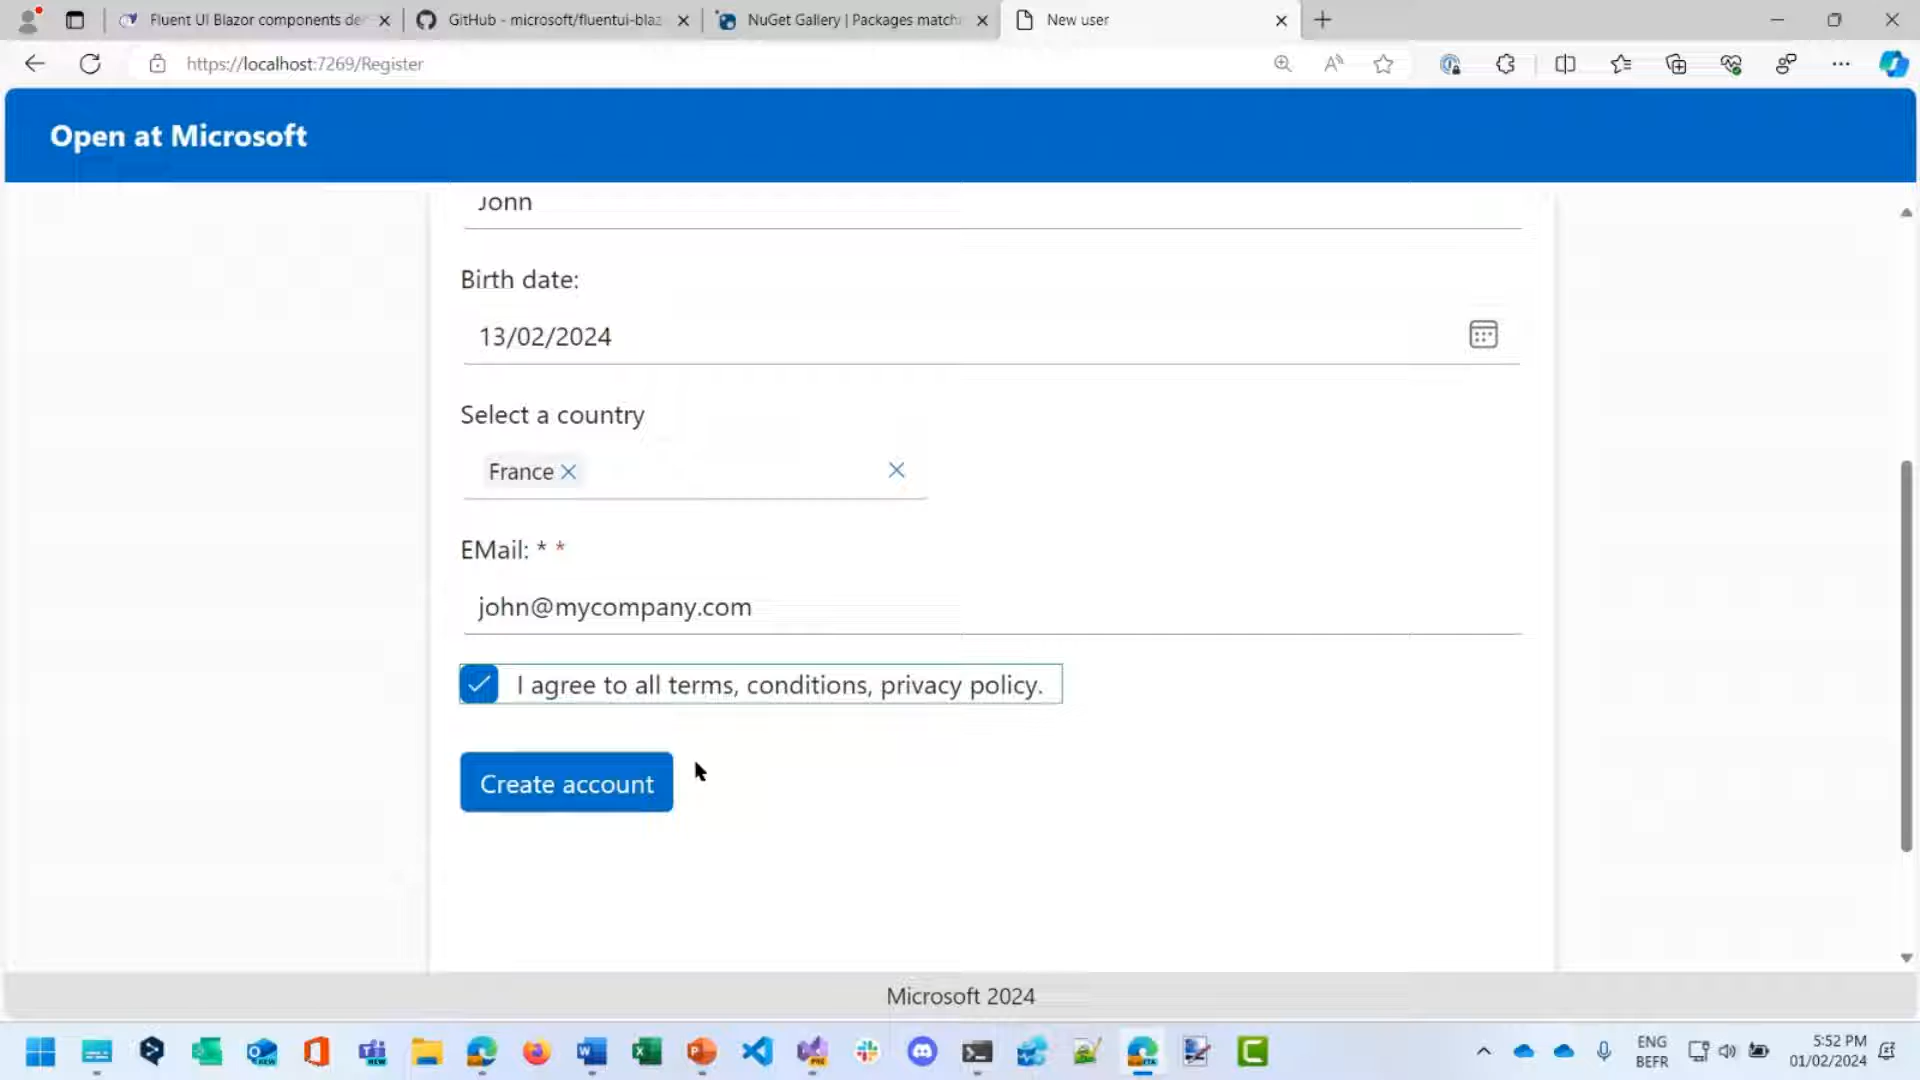 Fluent UI Blazor components de
GitHub - microsoft/fluentui-blaz
NuGet Gallery | Packages match
New user
https://localhost:7269/Register
Open at Microsoft
John
Birth date:
13/02/2024
Select a country
France
EMail: * *
john@mycompany.com
I agree to all terms, conditions, privacy policy.
Create account
Microsoft 2024
ENG
BEFR
5:52 PM
01/02/2024